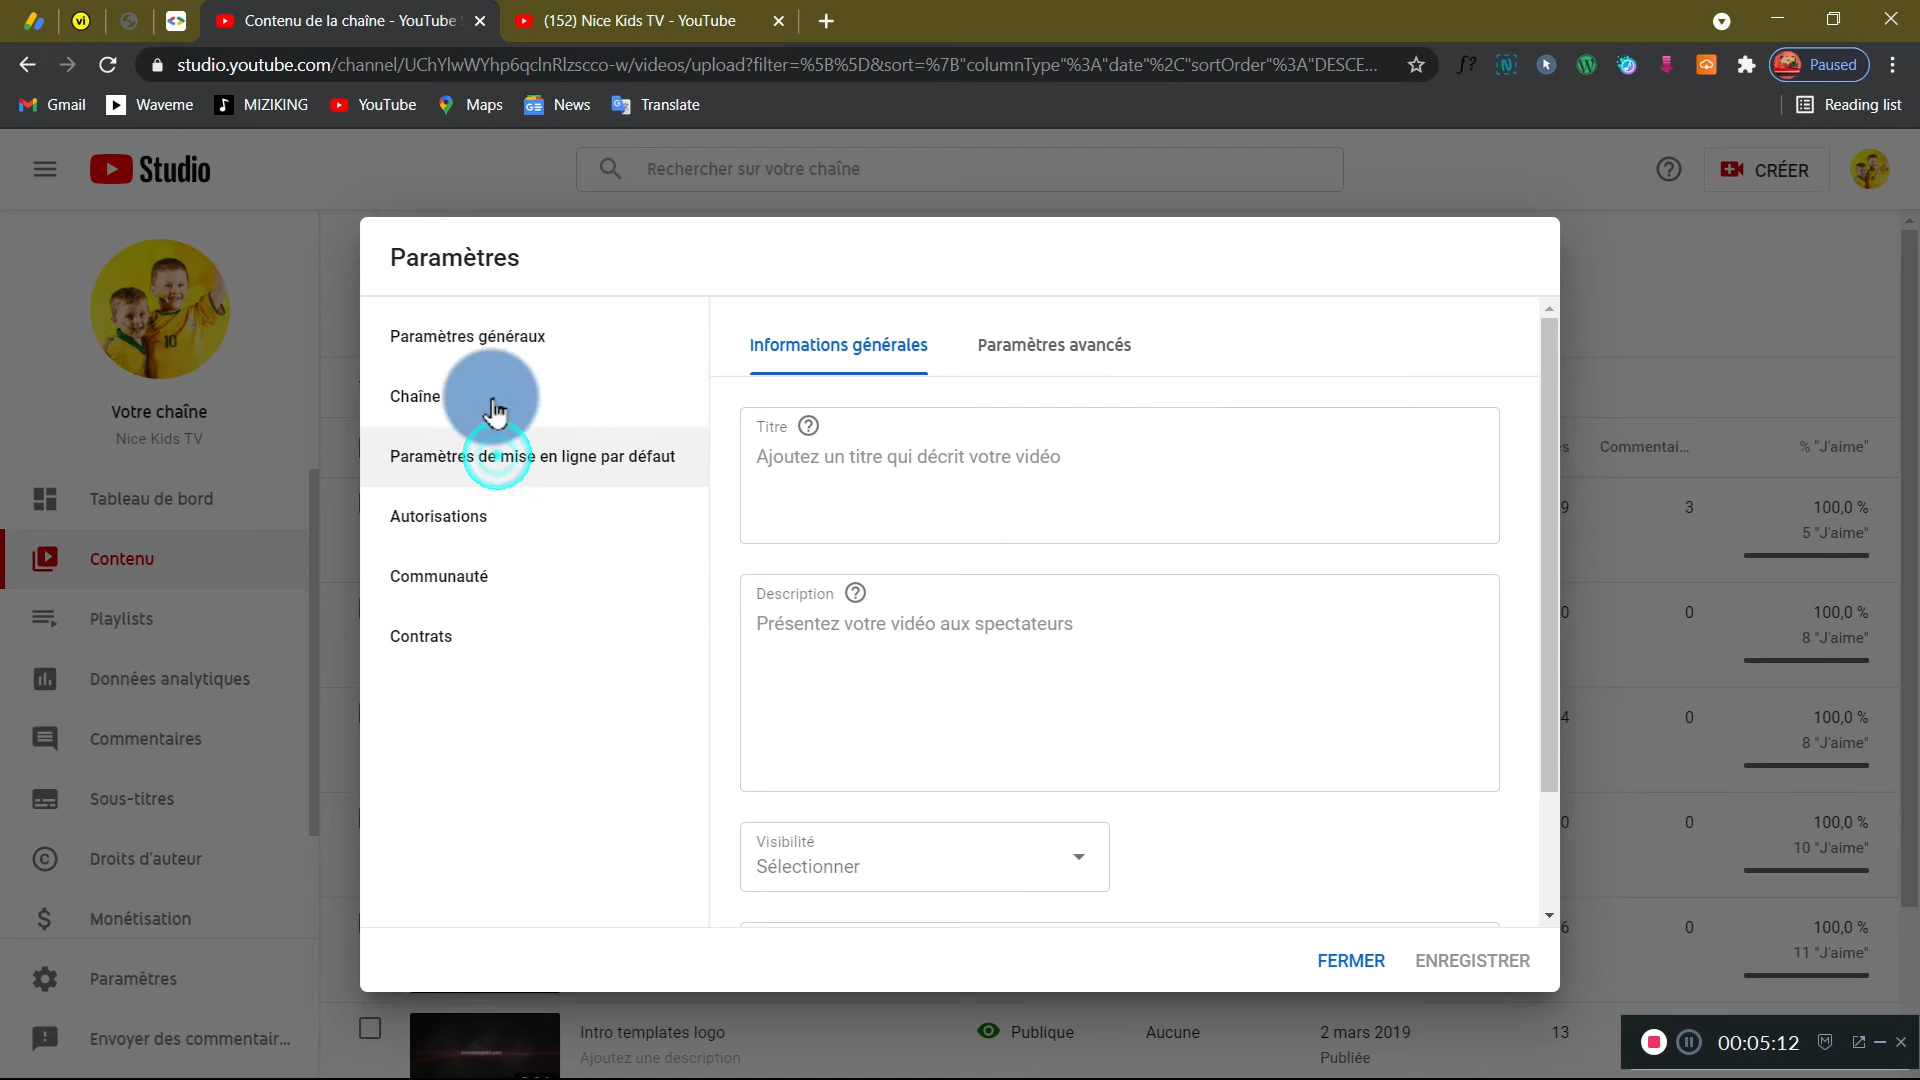 Contenu de la chaîne - YouTube
(152) Nice Kids TV - YouTube
studio.youtube.com/channel/UChYlwWYhp6qclnRlzscco-w/videos/upload?filter=%5B%5D&sort=%7B"columnType"%3A"date"%2C"sortOrder"%3A"DESCE...
Paused
Gmail
Waveme
MIZIKING
YouTube
Maps
News
Translate
Reading list
Studio
Rechercher sur votre chaîne
CRÉER
Paramètres
Paramètres généraux
Chaîne
Paramètres de mise en ligne par défaut
Autorisations
Communauté
Contrats
Informations générales
Paramètres avancés
Titre
Ajoutez un titre qui décrit votre vidéo
Description
Présentez votre vidéo aux spectateurs
Visibilité
Sélectionner
FERMER
ENREGISTRER
10
Votre chaîne
Nice Kids TV
Tableau de bord
Contenu
Playlists
Données analytiques
Commentaires
Sous-titres
Droits d'auteur
Monétisation
Paramètres
Envoyer des commentair...
s Commentai... % "J'aime"
9 3 100,0 %
5 "J'aime"
0 0 100,0 %
8 "J'aime"
4 0 100,0 %
8 "J'aime"
0 0 100,0 %
10 "J'aime"
6 0 100,0 %
11 "J'aime"
Intro templates logo
Ajoutez une description
Publique
Aucune
2 mars 2019
Publiée
13
00:05:12